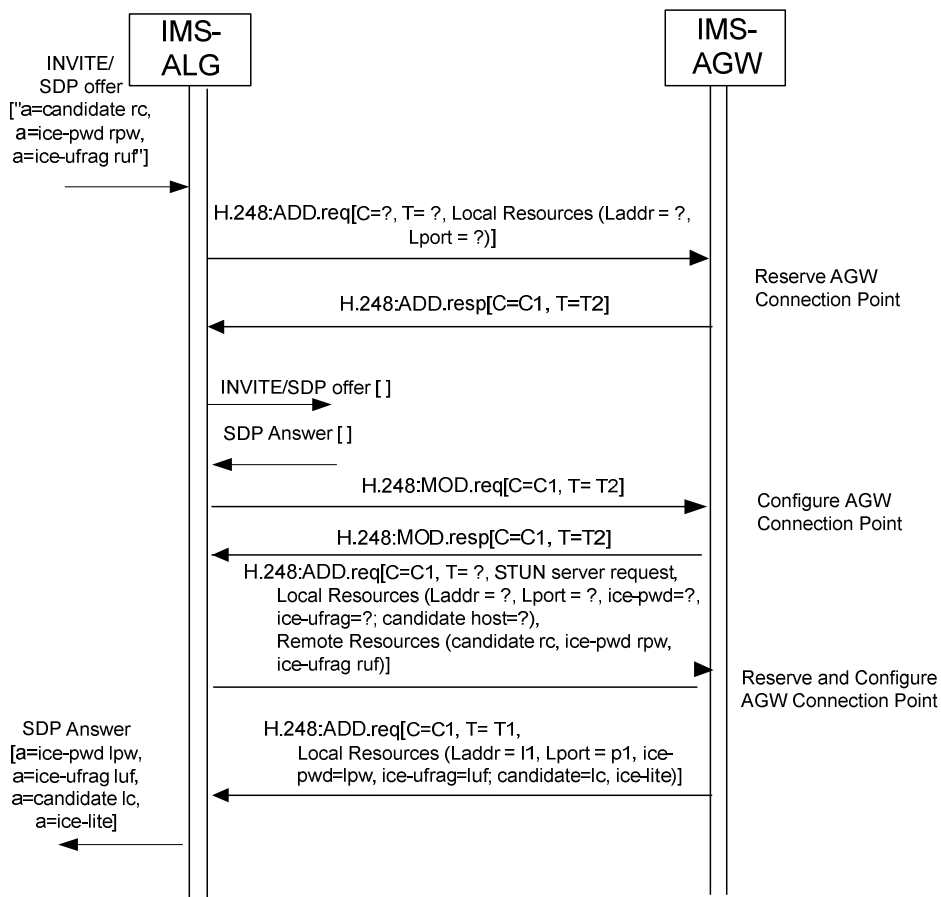 IMS-
ALG
IMS-
AGW
INVITE/
SDP offer
["a=candidate rc,
a=ice-pwd rpw,
a=ice-ufrag ruf"]
H.248:ADD.req[C=?, T= ?, Local Resources (Laddr = ?,
Lport = ?)]
Reserve AGW
Connection Point
H.248:ADD.resp[C=C1, T=T2]
INVITE/SDP offer [ ]
SDP Answer [ ]
H.248:MOD.req[C=C1, T= T2]
Configure AGW
Connection Point
H.248:MOD.resp[C=C1, T=T2]
H.248:ADD.req[C=C1, T= ?, STUN server request,
Local Resources (Laddr = ?, Lport = ?, ice-pwd=?,
ice-ufrag=?; candidate host=?),
Remote Resources (candidate rc, ice-pwd rpw,
ice-ufrag ruf)]
Reserve and Configure
AGW Connection Point
SDP Answer
[a=ice-pwd lpw,
a=ice-ufrag luf,
a=candidate lc,
a=ice-lite]
H.248:ADD.req[C=C1, T= T1,
Local Resources (Laddr = l1, Lport = p1, ice-
pwd=lpw, ice-ufrag=luf; candidate=lc, ice-lite)]